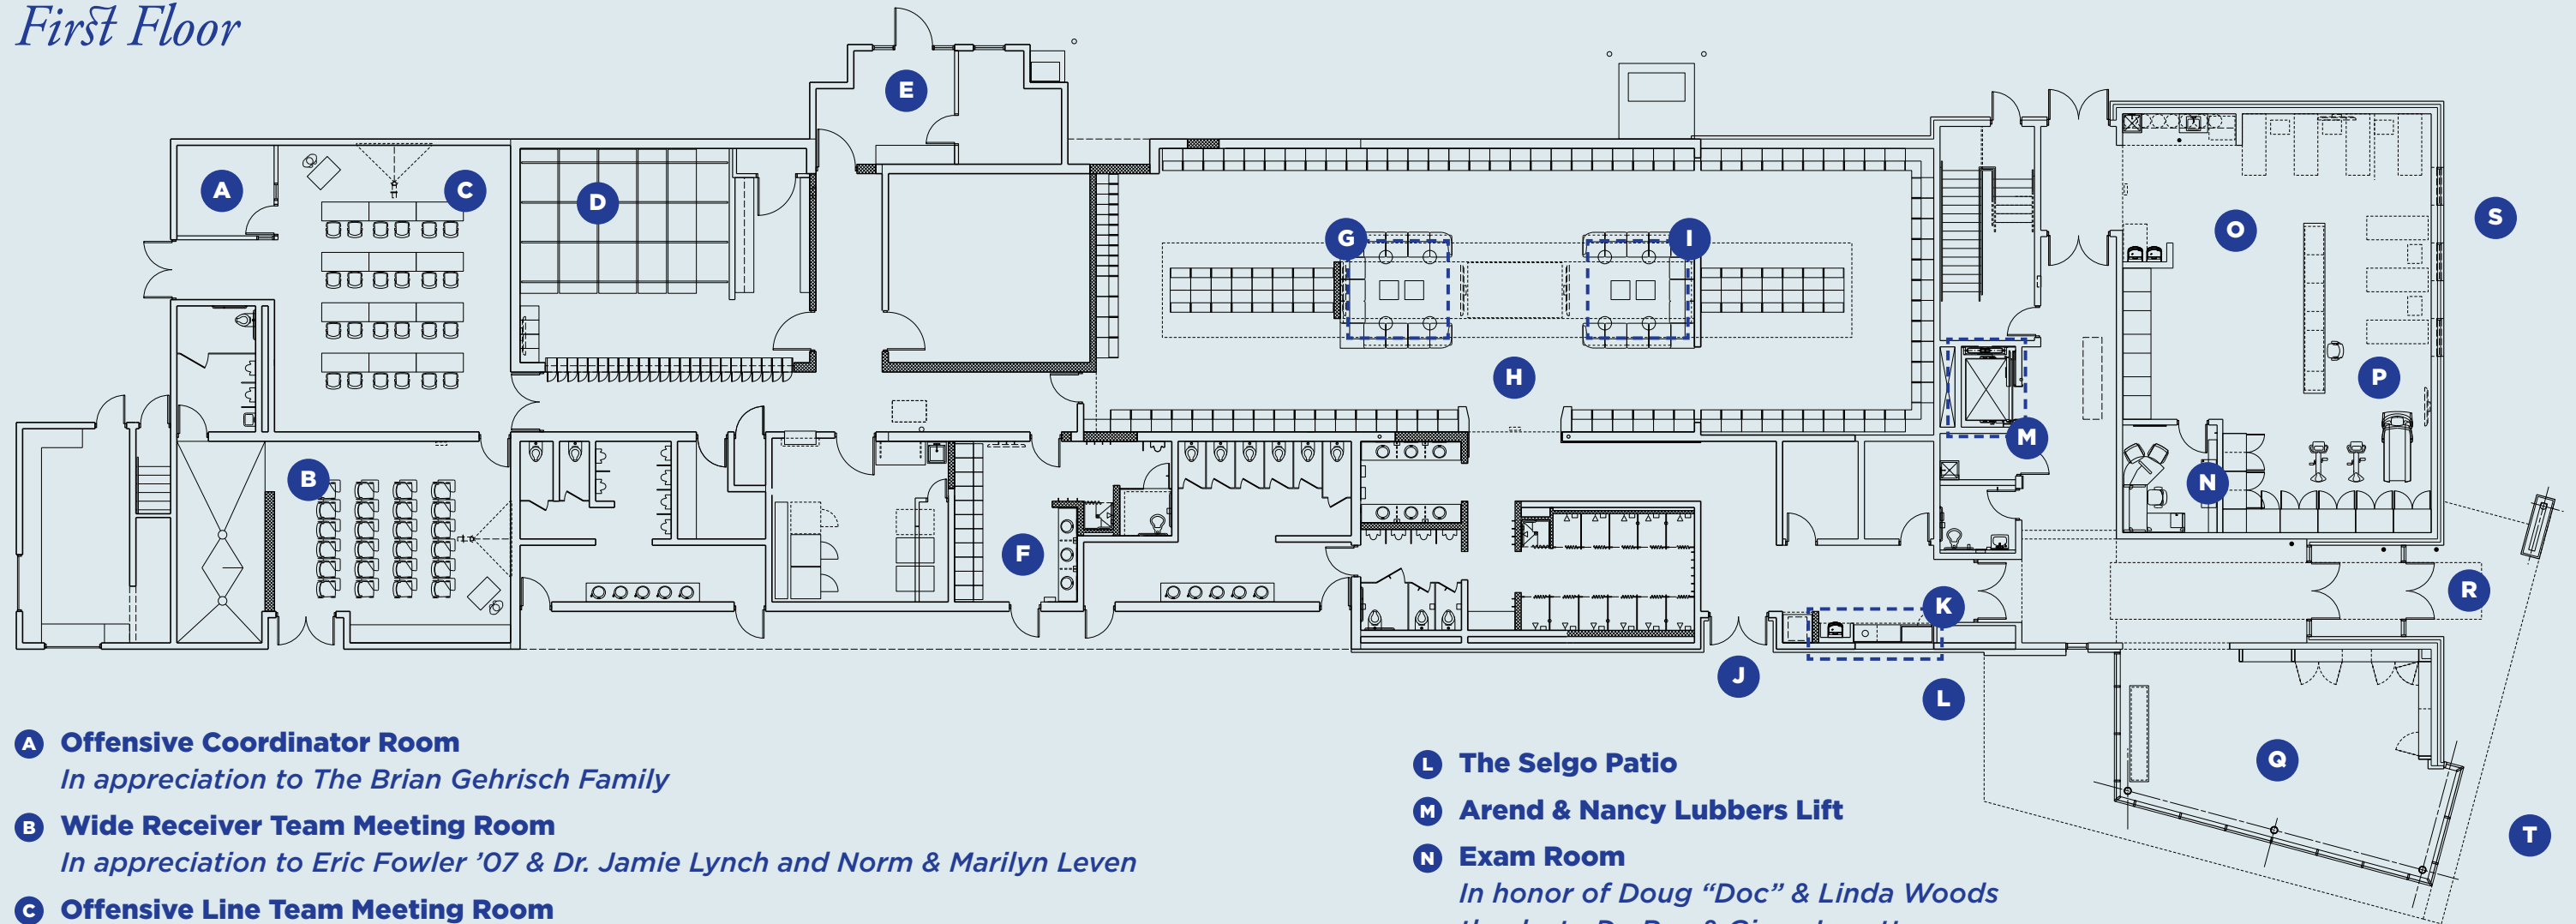 First Floor
E
A
C
D
G
I
O
S
H
P
M
B
N
F
R
K
J
L
Q
T
A Offensive Coordinator Room
In appreciation to The Brian Gehrisch Family
B Wide Receiver Team Meeting Room
In appreciation to Eric Fowler ’07 & Dr. Jamie Lynch and Norm & Marilyn Leven
C Offensive Line Team Meeting Room
L The Selgo Patio
M Arend & Nancy Lubbers Lift
N Exam Room
In honor of Doug “Doc” & Linda Woods